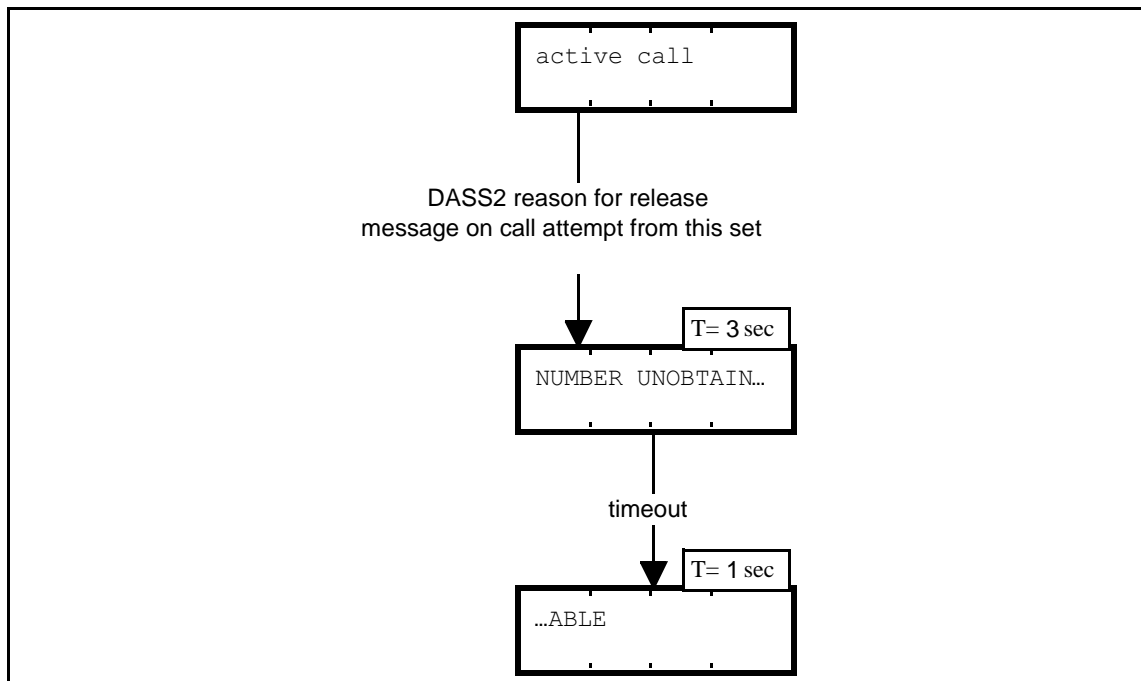 active call
DASS2 reason for release
message on call attempt from this set
T= 3 sec
NUMBER UNOBTAIN…
timeout
T= 1 sec
…ABLE